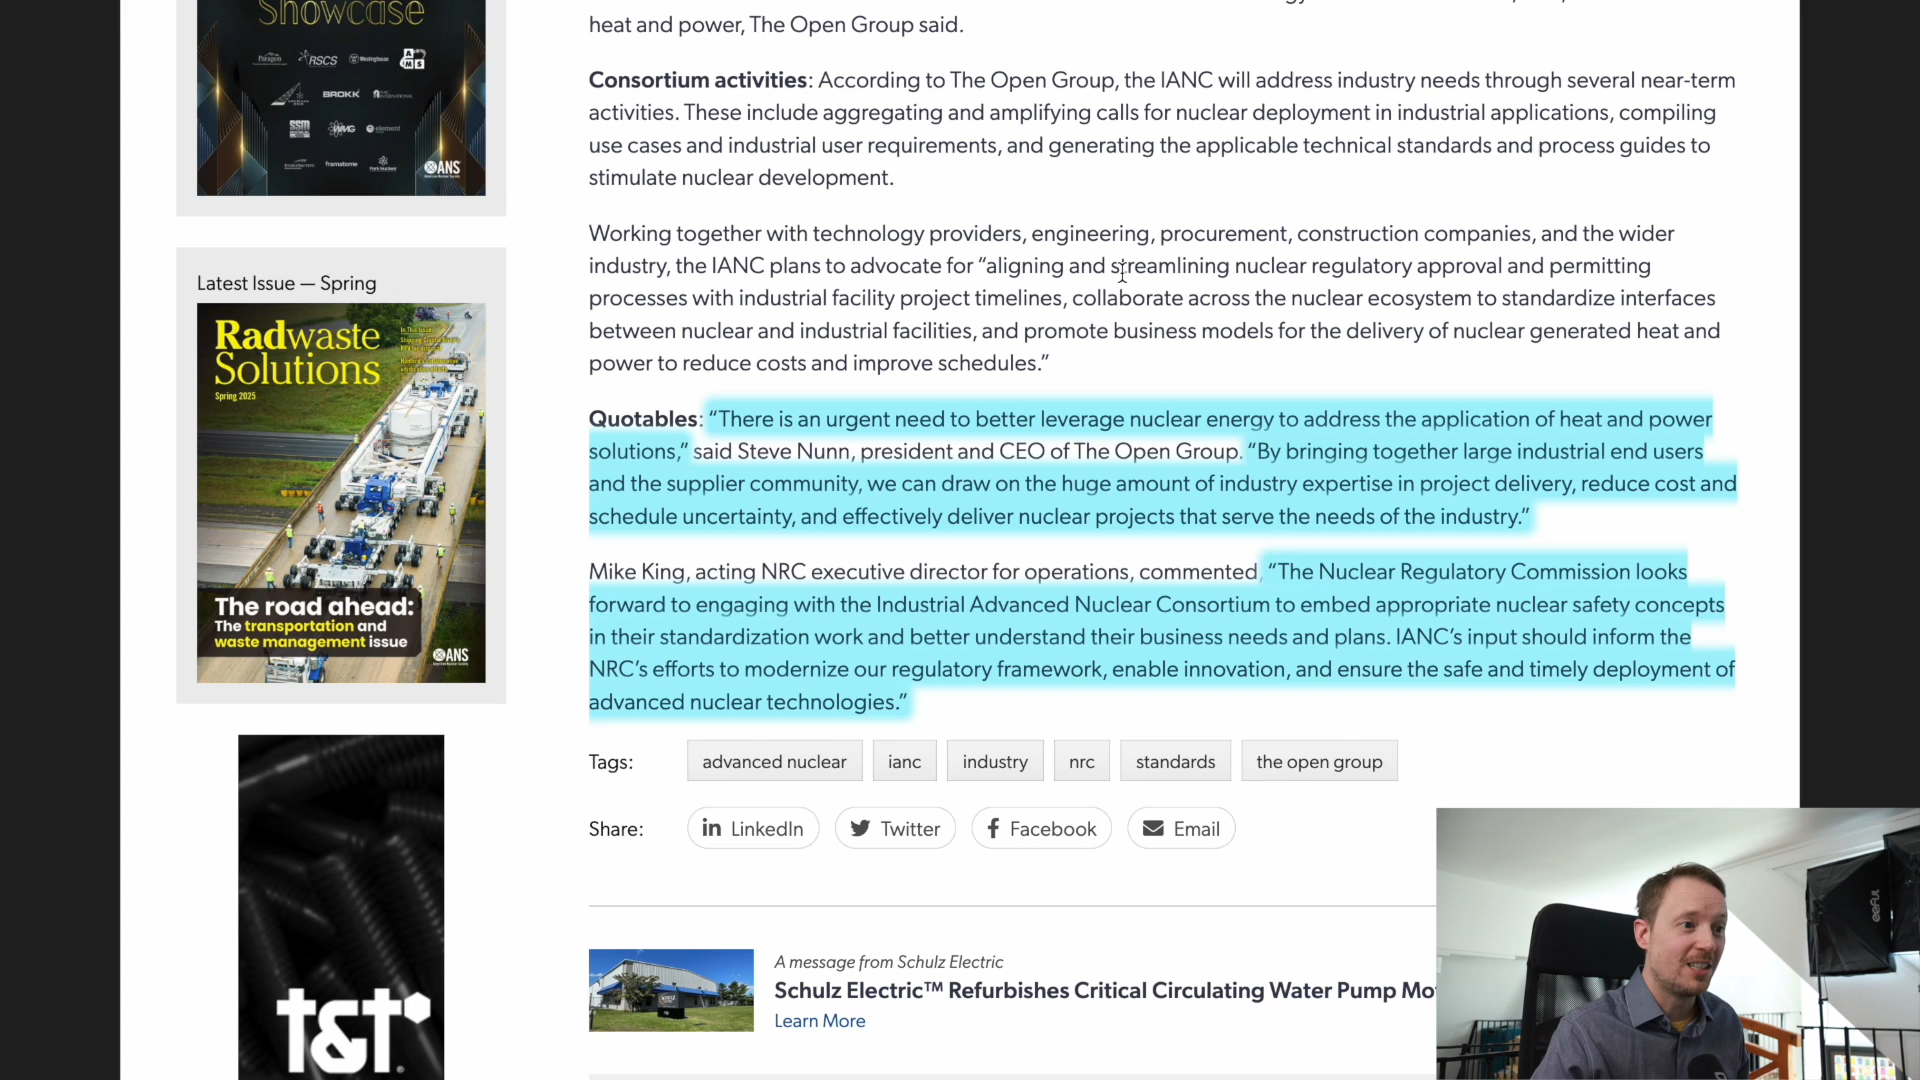 Showcase
Paragon
RSCS
Westinghouse
AMS
BROKK
SSM
WMG
element
framatome
ANS
Latest Issue — Spring
Radwaste
Solutions
Spring 2025
The road ahead:
The transportation and
waste management issue
ANS
t&t
heat and power, The Open Group said.
Consortium activities: According to The Open Group, the IANC will address industry needs through several near-term
activities. These include aggregating and amplifying calls for nuclear deployment in industrial applications, compiling
use cases and industrial user requirements, and generating the applicable technical standards and process guides to
stimulate nuclear development.
Working together with technology providers, engineering, procurement, construction companies, and the wider
industry, the IANC plans to advocate for “aligning and streamlining nuclear regulatory approval and permitting
processes with industrial facility project timelines, collaborate across the nuclear ecosystem to standardize interfaces
between nuclear and industrial facilities, and promote business models for the delivery of nuclear generated heat and
power to reduce costs and improve schedules.”
Quotables: “There is an urgent need to better leverage nuclear energy to address the application of heat and power
solutions,” said Steve Nunn, president and CEO of The Open Group. “By bringing together large industrial end users
and the supplier community, we can draw on the huge amount of industry expertise in project delivery, reduce cost and
schedule uncertainty, and effectively deliver nuclear projects that serve the needs of the industry.”
Mike King, acting NRC executive director for operations, commented, “The Nuclear Regulatory Commission looks
forward to engaging with the Industrial Advanced Nuclear Consortium to embed appropriate nuclear safety concepts
in their standardization work and better understand their business needs and plans. IANC’s input should inform the
NRC’s efforts to modernize our regulatory framework, enable innovation, and ensure the safe and timely deployment of
advanced nuclear technologies.”
Tags: advanced nuclear ianc industry nrc standards the open group
Share: LinkedIn Twitter Facebook Email
A message from Schulz Electric
Schulz Electric™ Refurbishes Critical Circulating Water Pump Mo
Learn More